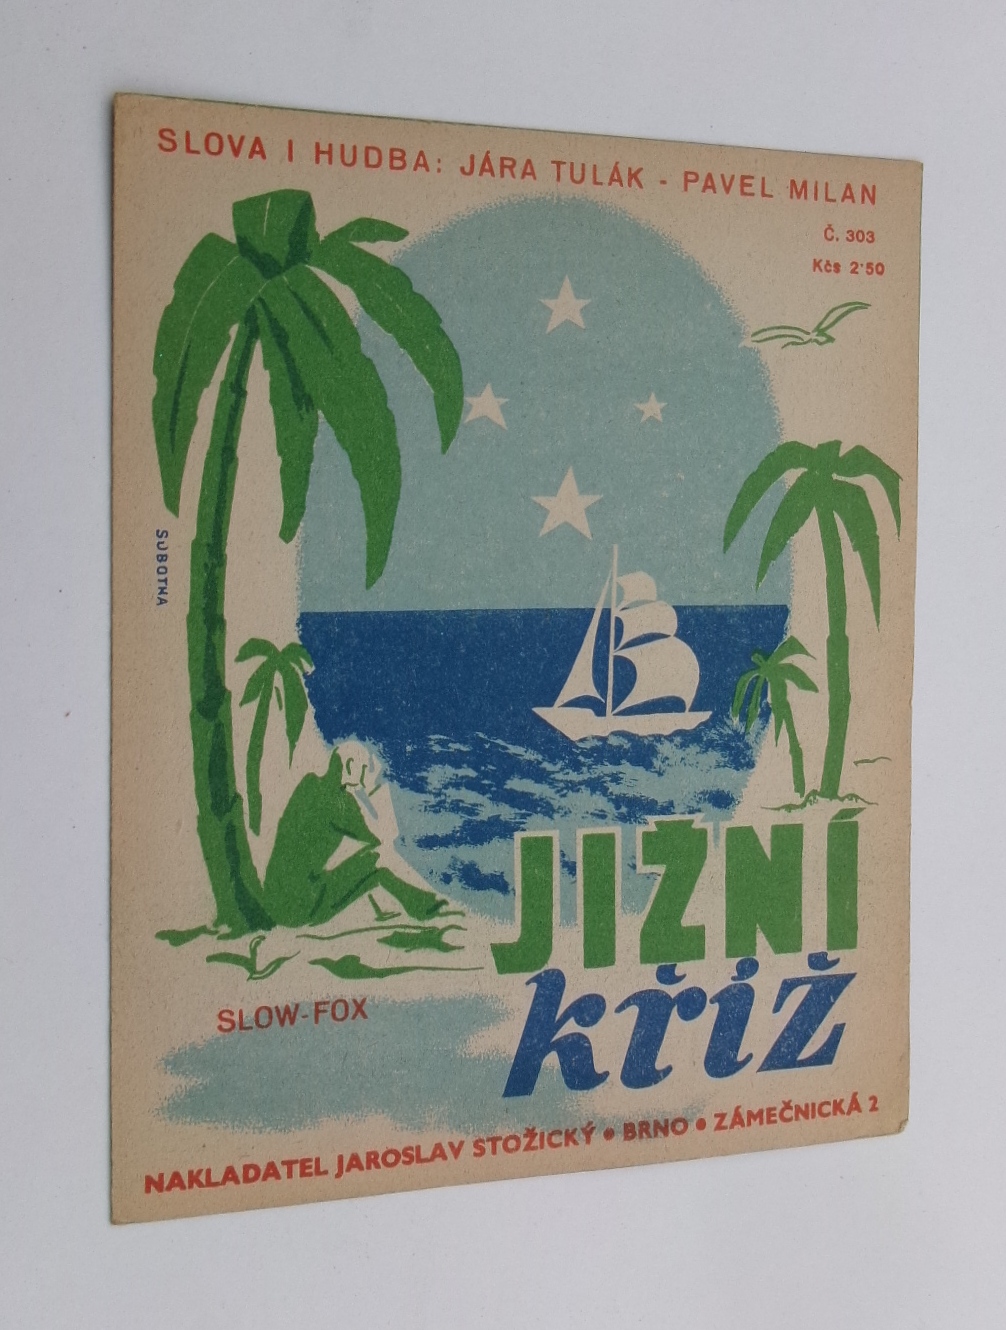 SLOVA I HUDBA: JÁRA TULÁK - PAVEL MILAN
Č. 303
Kčs 2·50
SUBOTNA
JIŽNÍ
kříž
SLOW-FOX
NAKLADATEL JAROSLAV STOŽICKÝ • BRNO • ZÁMEČNICKÁ 2